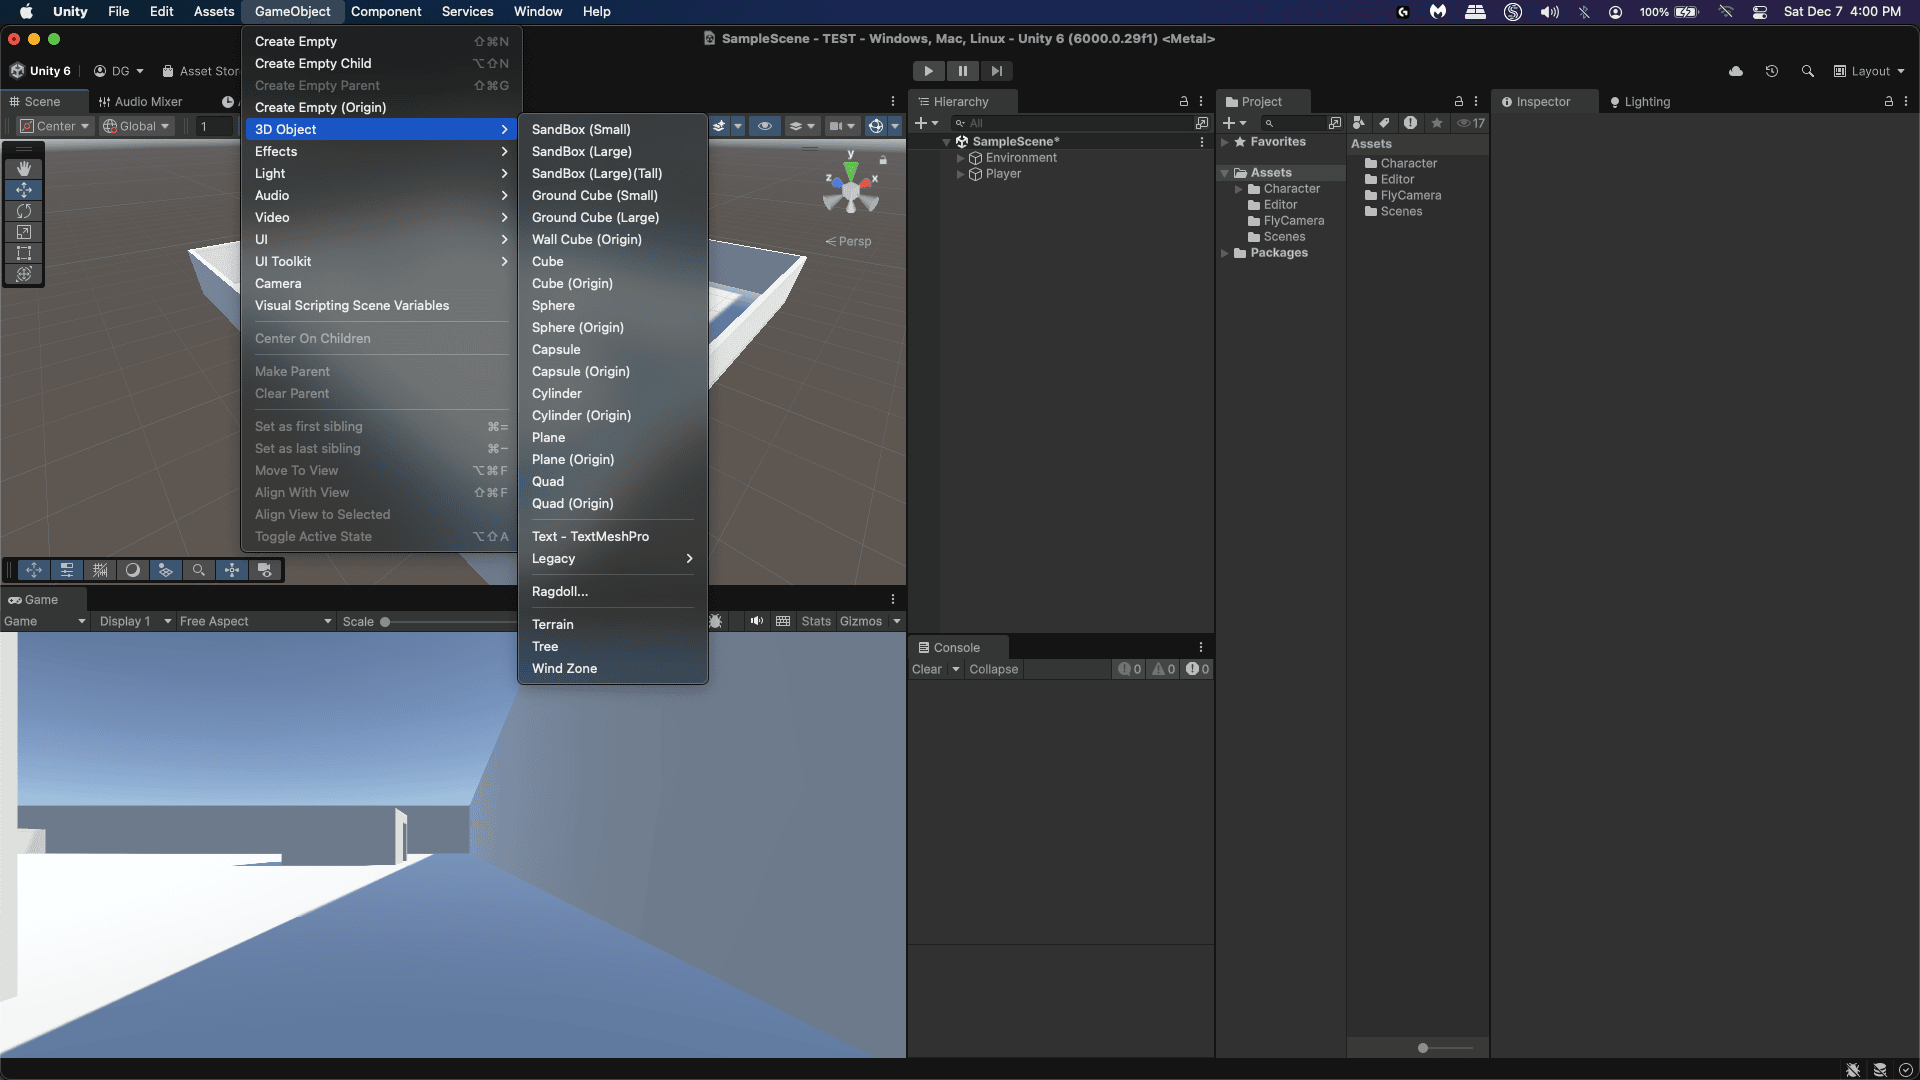 Unity File Edit Assets GameObject Component Services Window Help
100% Sat Dec 7 4:00 PM
SampleScene - TEST - Windows, Mac, Linux - Unity 6 (6000.0.29f1) <Metal>
Unity 6 DG Asset Stor
Layout
Scene Audio Mixer
Center Global 1
Create Empty ⇧⌘N
Create Empty Child ⌥⇧N
Create Empty Parent ⇧⌘G
Create Empty (Origin)
3D Object
Effects
Light
Audio
Video
UI
UI Toolkit
Camera
Visual Scripting Scene Variables
Center On Children
Make Parent
Clear Parent
Set as first sibling ⌘=
Set as last sibling ⌘-
Move To View ⌥⌘F
Align With View ⇧⌘F
Align View to Selected
Toggle Active State ⌥⇧A
SandBox (Small)
SandBox (Large)
SandBox (Large)(Tall)
Ground Cube (Small)
Ground Cube (Large)
Wall Cube (Origin)
Cube
Cube (Origin)
Sphere
Sphere (Origin)
Capsule
Capsule (Origin)
Cylinder
Cylinder (Origin)
Plane
Plane (Origin)
Quad
Quad (Origin)
Text - TextMeshPro
Legacy
Ragdoll...
Terrain
Tree
Wind Zone
y
z x
Persp
Hierarchy
All
SampleScene*
Environment
Player
Project
17
Favorites
Assets
Character
Editor
FlyCamera
Scenes
Packages
Assets
Character
Editor
FlyCamera
Scenes
Inspector Lighting
Game
Game Display 1 Free Aspect Scale Stats Gizmos
Console
Clear Collapse 0 0 0